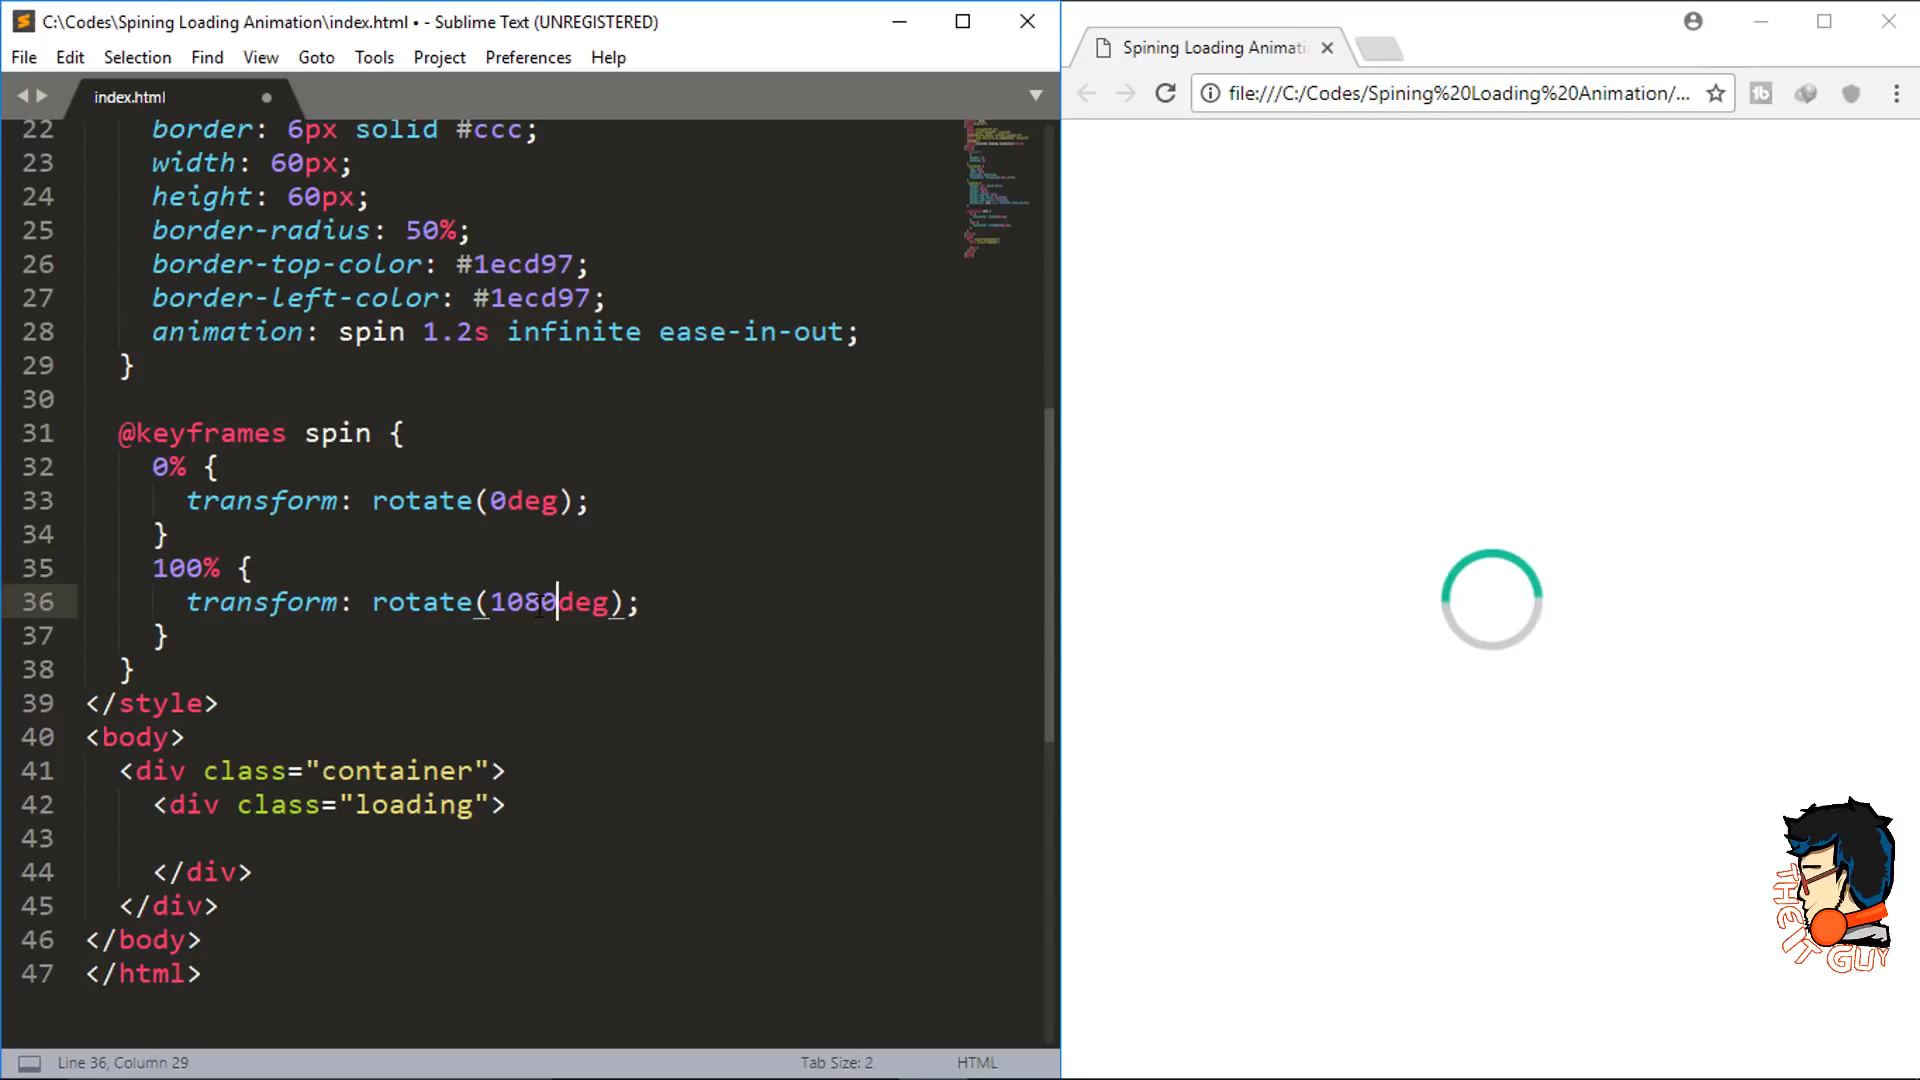 C:\Codes\Spining Loading Animation\index.html • - Sublime Text (UNREGISTERED)
File Edit Selection Find View Goto Tools Project Preferences Help
index.html
22 border: 6px solid #ccc;
23 width: 60px;
24 height: 60px;
25 border-radius: 50%;
26 border-top-color: #1ecd97;
27 border-left-color: #1ecd97;
28 animation: spin 1.2s infinite ease-in-out;
29 }
30
31 @keyframes spin {
32 0% {
33 transform: rotate(0deg);
34 }
35 100% {
36 transform: rotate(1080deg);
37 }
38 }
39 </style>
40 <body>
41 <div class="container">
42 <div class="loading">
43
44 </div>
45 </div>
46 </body>
47 </html>
Line 36, Column 29 Tab Size: 2 HTML
Spining Loading Animati
file:///C:/Codes/Spining%20Loading%20Animation/...
THE IT GUY